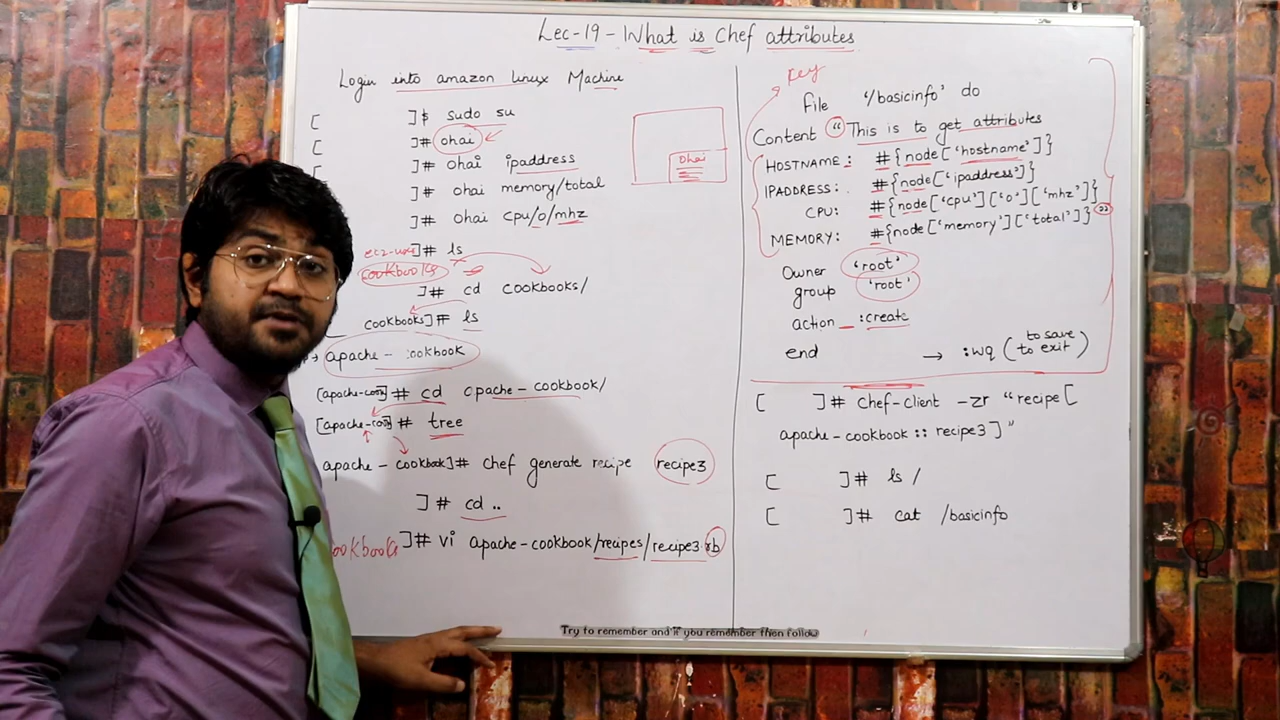 Lec-19 - What is Chef attributes
Login into amazon linux Machine
[ ]$ sudo su
[ ]# ohai
[ ]# ohai ipaddress
]# ohai memory/total
]# ohai cpu/0/mhz
ec2-user]# ls
cookbooks
]# cd cookbooks/
cookbooks]# ls
apache-cookbook
[apache-cook]# cd apache-cookbook/
[apache-cook]# tree
apache-cookbook]# chef generate recipe recipe3
]# cd ..
cookbooks]# vi apache-cookbook/recipes/recipe3.rb
Ohai
Key
file '/basicinfo' do
Content "This is to get attributes
HOSTNAME: #{node['hostname']}
IPADDRESS: #{node['ipaddress']}
CPU: #{node['cpu']['0']['mhz']}
MEMORY: #{node['memory']['total']}"
Owner 'root'
group 'root'
action :create
end → :wq (to save to exit)
[ ]# chef-client -zr "recipe[
apache-cookbook::recipe3]"
[ ]# ls /
[ ]# cat /basicinfo
Try to remember and if you remember then follow